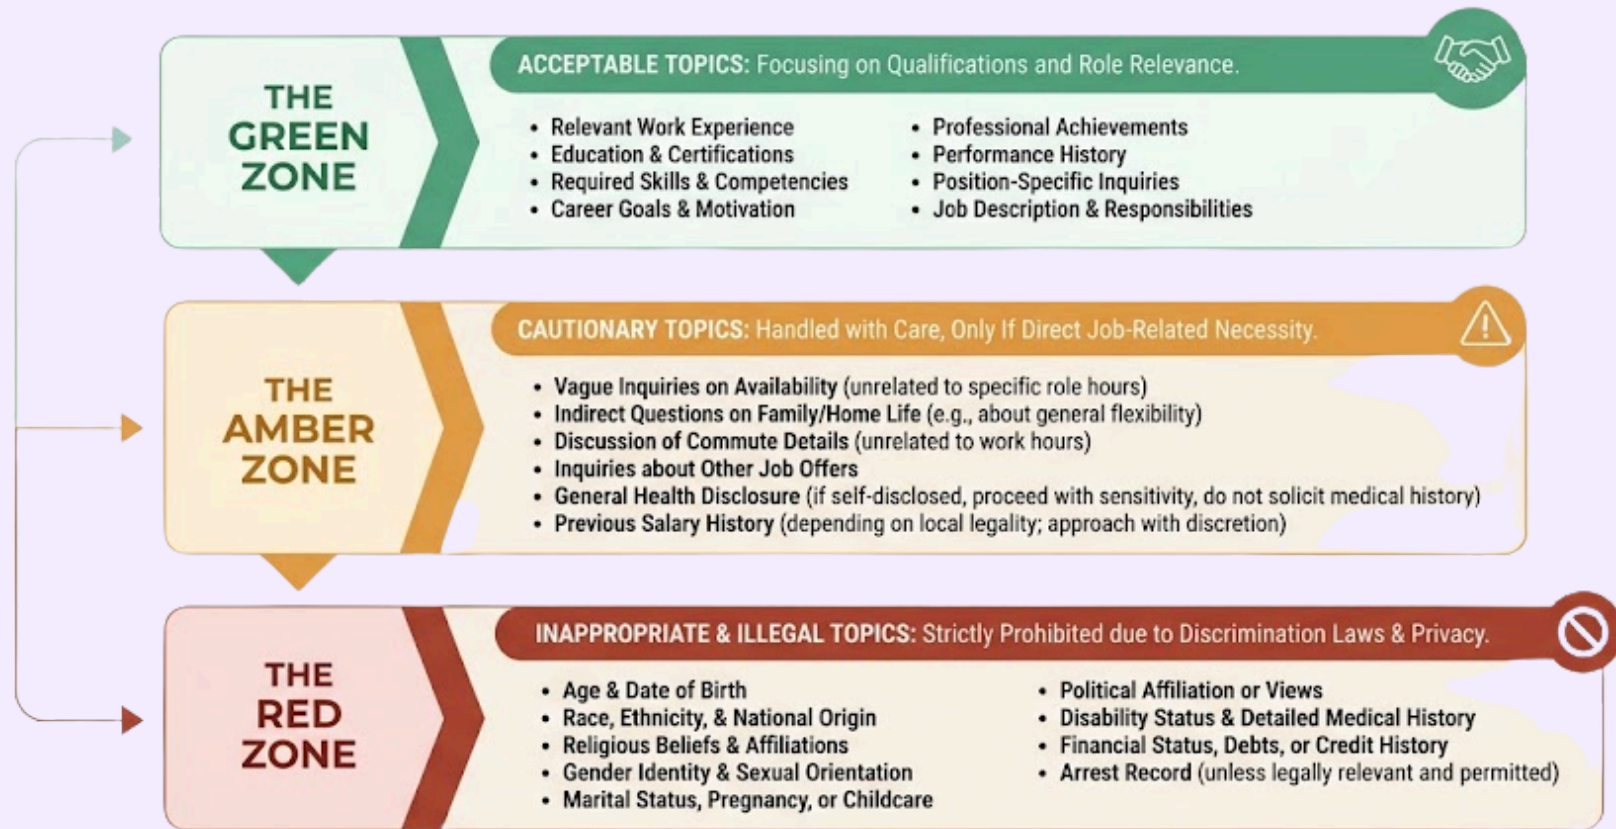 THE
GREEN
ZONE
ACCEPTABLE TOPICS: Focusing on Qualifications and Role Relevance.
• Relevant Work Experience
• Education & Certifications
• Required Skills & Competencies
• Career Goals & Motivation
• Professional Achievements
• Performance History
• Position-Specific Inquiries
• Job Description & Responsibilities
THE
AMBER
ZONE
CAUTIONARY TOPICS: Handled with Care, Only If Direct Job-Related Necessity.
• Vague Inquiries on Availability (unrelated to specific role hours)
• Indirect Questions on Family/Home Life (e.g., about general flexibility)
• Discussion of Commute Details (unrelated to work hours)
• Inquiries about Other Job Offers
• General Health Disclosure (if self-disclosed, proceed with sensitivity, do not solicit medical history)
• Previous Salary History (depending on local legality; approach with discretion)
THE
RED
ZONE
INAPPROPRIATE & ILLEGAL TOPICS: Strictly Prohibited due to Discrimination Laws & Privacy.
• Age & Date of Birth
• Race, Ethnicity, & National Origin
• Religious Beliefs & Affiliations
• Gender Identity & Sexual Orientation
• Marital Status, Pregnancy, or Childcare
• Political Affiliation or Views
• Disability Status & Detailed Medical History
• Financial Status, Debts, or Credit History
• Arrest Record (unless legally relevant and permitted)